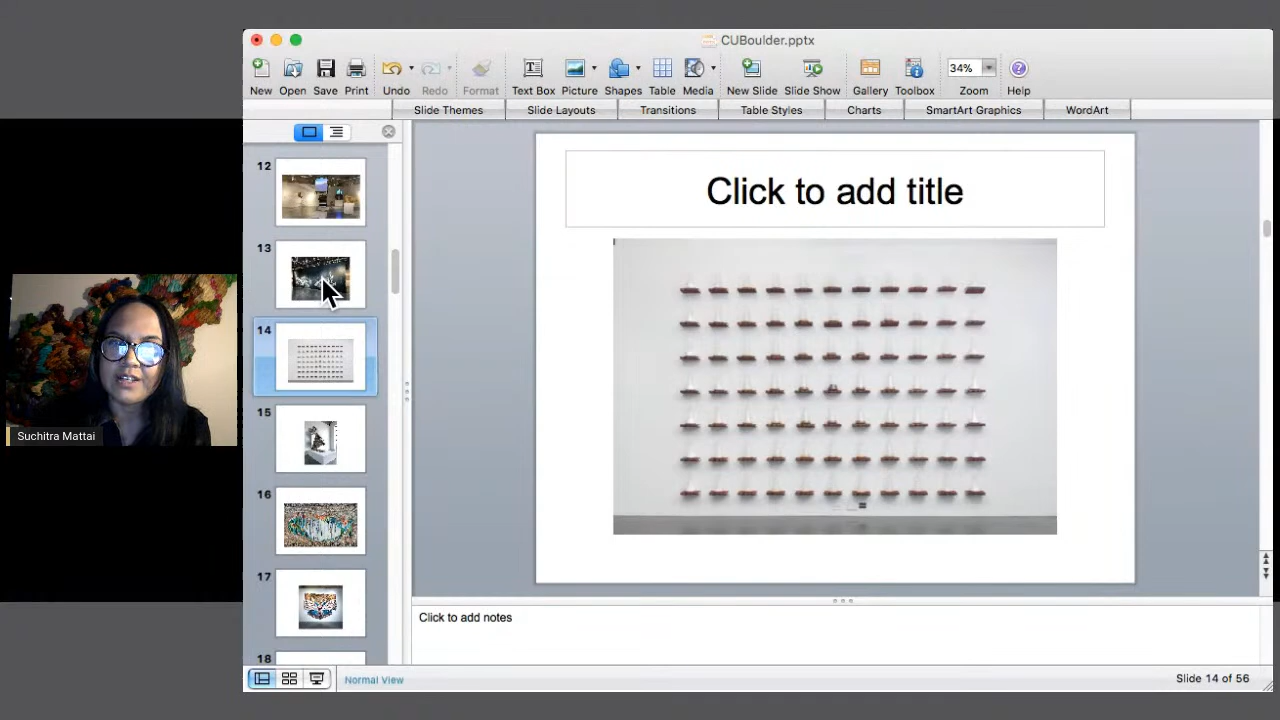 CUBoulder.pptx
New Open Save Print Undo Redo Format Text Box Picture Shapes Table Media New Slide Slide Show Gallery Toolbox 34% Zoom Help
Slide Themes Slide Layouts Transitions Table Styles Charts SmartArt Graphics WordArt
12
13
14
15
16
17
18
Click to add title
Suchitra Mattai
Click to add notes
Normal View
Slide 14 of 56